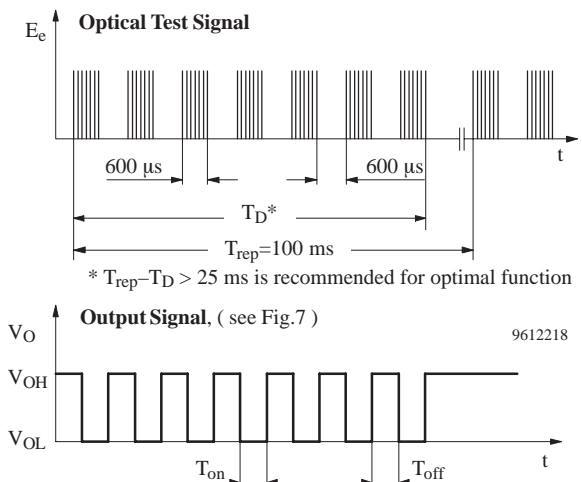 Optical Test Signal
Eₑ
t
600 μs 600 μs
T_D*
T_rep=100 ms
* T_rep–T_D > 25 ms is recommended for optimal function
Output Signal, ( see Fig.7 )
V_O
9612218
V_OH
V_OL
t
T_on T_off